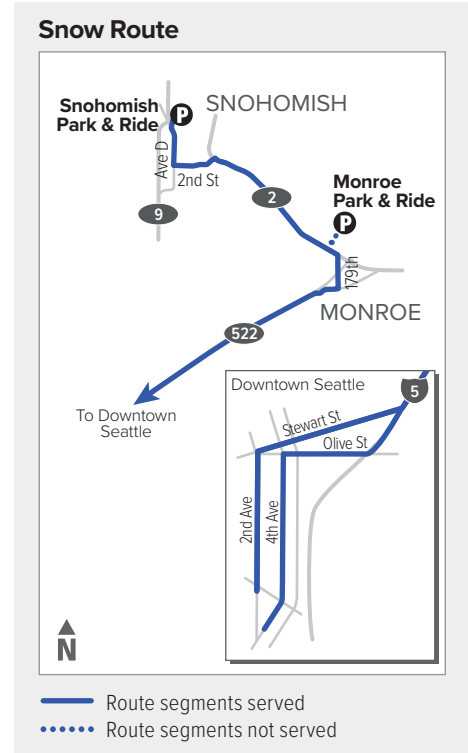 Snow Route
Snohomish
Park & Ride
P
SNOHOMISH
Ave D
2nd St
9
2
Monroe
Park & Ride
P
179th
MONROE
522
To Downtown
Seattle
Downtown Seattle
5
Stewart St
Olive St
2nd Ave
4th Ave
N
Route segments served
Route segments not served